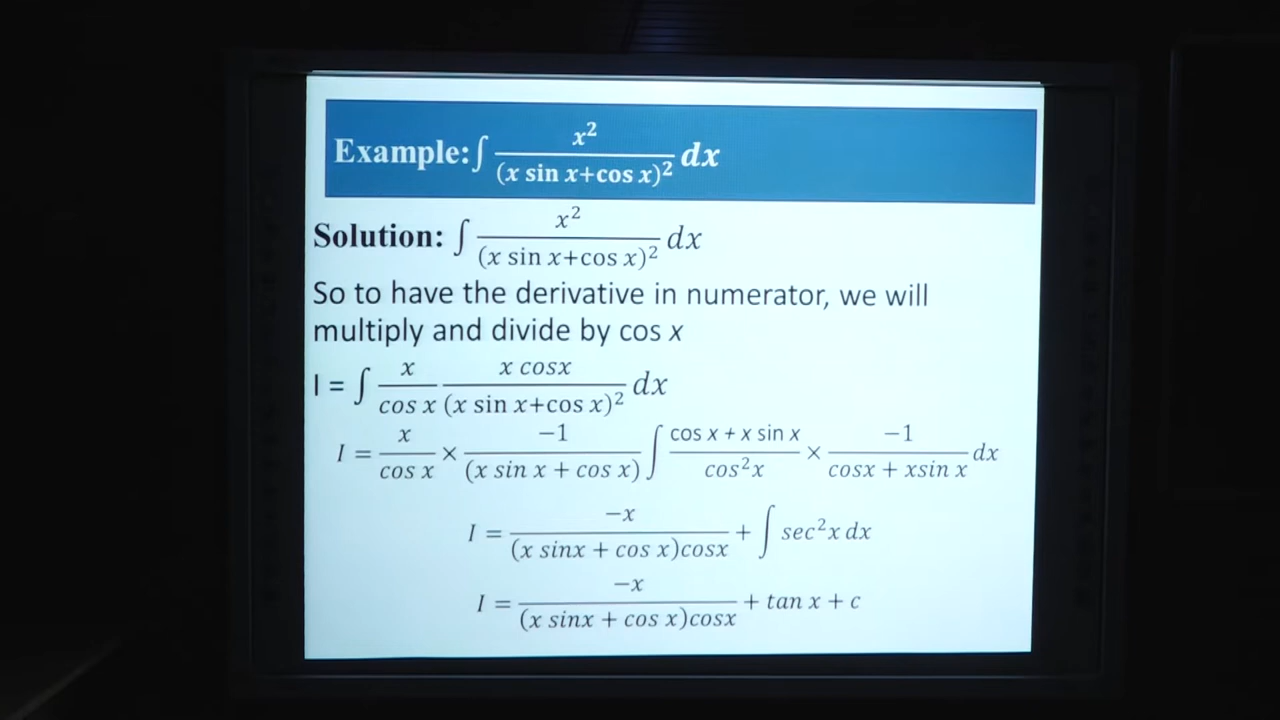 Example: ∫ x²/(x sin x+cos x)² dx
Solution: ∫ x²/(x sin x+cos x)² dx
So to have the derivative in numerator, we will
multiply and divide by cos x
I = ∫ x/cos x x cosx/(x sin x+cos x)² dx
I = x/cos x × −1/(x sin x + cos x) ∫ cos x + x sin x/cos²x × −1/cosx + xsin x dx
I = −x/(x sinx + cos x)cosx + ∫ sec²x dx
I = −x/(x sinx + cos x)cosx + tan x + c